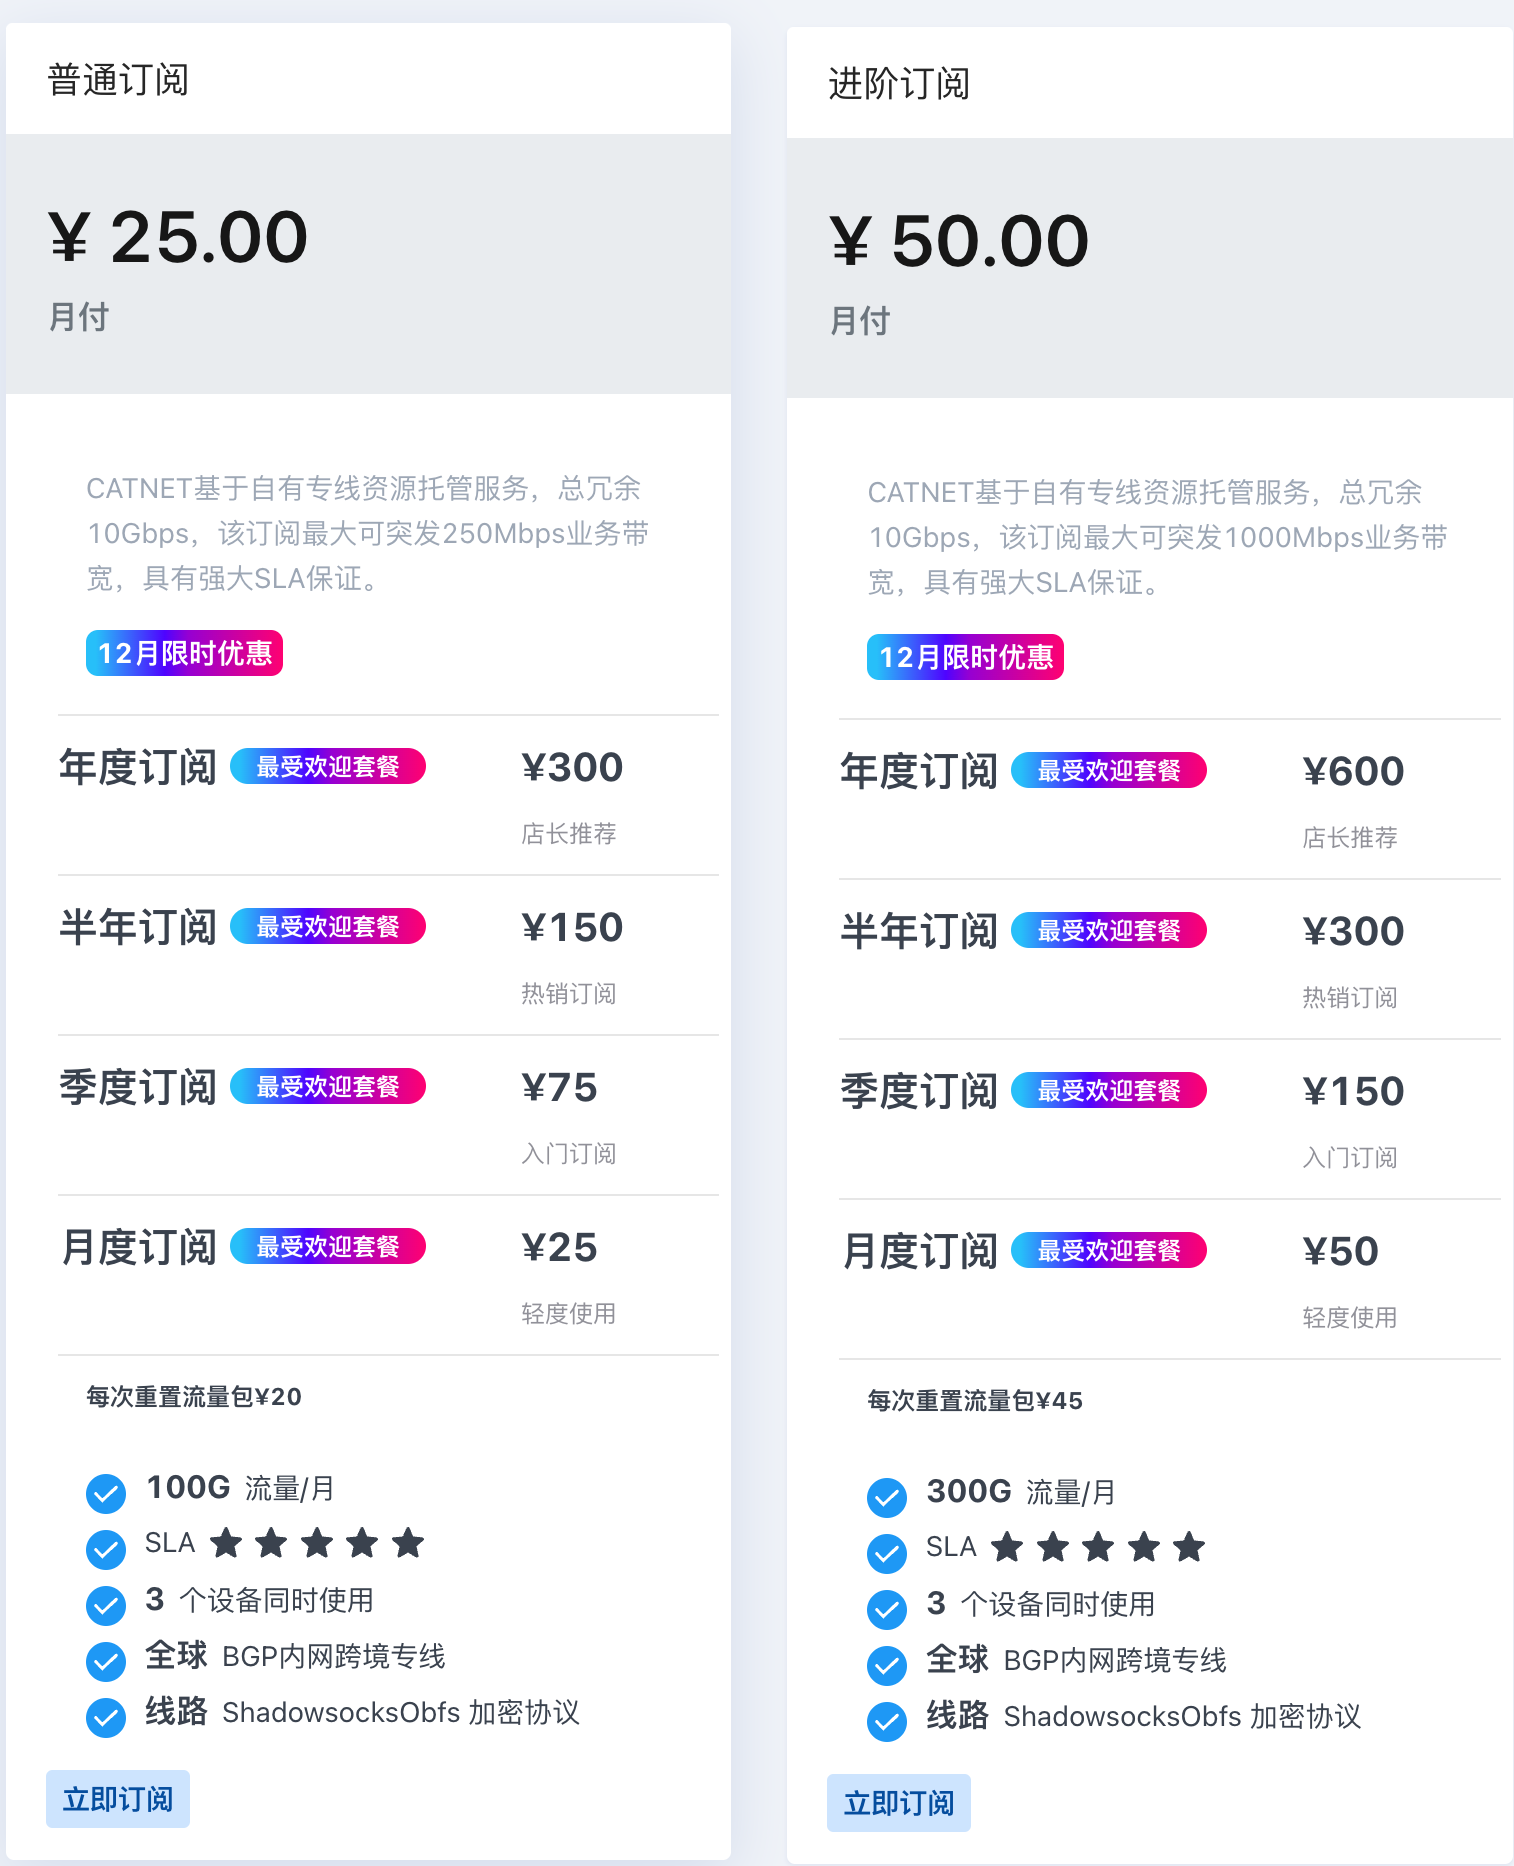 普通订阅
¥ 25.00
月付
CATNET基于自有专线资源托管服务，总冗余
10Gbps，该订阅最大可突发250Mbps业务带
宽，具有强大SLA保证。
12月限时优惠
年度订阅 最受欢迎套餐 ¥300
店长推荐
半年订阅 最受欢迎套餐 ¥150
热销订阅
季度订阅 最受欢迎套餐 ¥75
入门订阅
月度订阅 最受欢迎套餐 ¥25
轻度使用
每次重置流量包¥20
100G 流量/月
SLA ★ ★ ★ ★ ★
3 个设备同时使用
全球 BGP内网跨境专线
线路 ShadowsocksObfs 加密协议
立即订阅
进阶订阅
¥ 50.00
月付
CATNET基于自有专线资源托管服务，总冗余
10Gbps，该订阅最大可突发1000Mbps业务带
宽，具有强大SLA保证。
12月限时优惠
年度订阅 最受欢迎套餐 ¥600
店长推荐
半年订阅 最受欢迎套餐 ¥300
热销订阅
季度订阅 最受欢迎套餐 ¥150
入门订阅
月度订阅 最受欢迎套餐 ¥50
轻度使用
每次重置流量包¥45
300G 流量/月
SLA ★ ★ ★ ★ ★
3 个设备同时使用
全球 BGP内网跨境专线
线路 ShadowsocksObfs 加密协议
立即订阅